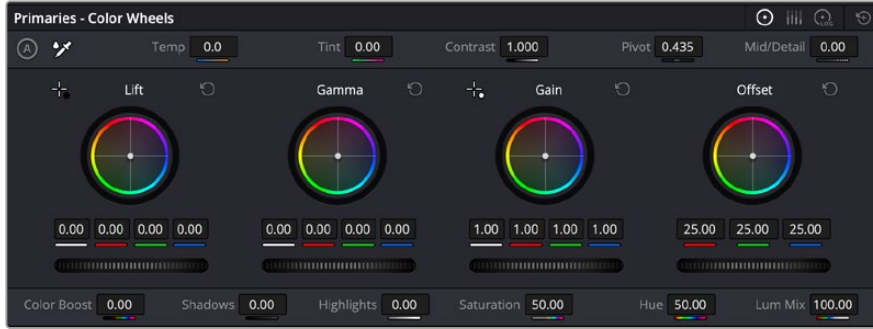 Primaries - Color Wheels
LOG
A Temp 0.0 Tint 0.00 Contrast 1.000 Pivot 0.435 Mid/Detail 0.00
Lift Gamma Gain Offset
0.00 0.00 0.00 0.00 0.00 0.00 0.00 0.00 1.00 1.00 1.00 1.00 25.00 25.00 25.00
Color Boost 0.00 Shadows 0.00 Highlights 0.00 Saturation 50.00 Hue 50.00 Lum Mix 100.00